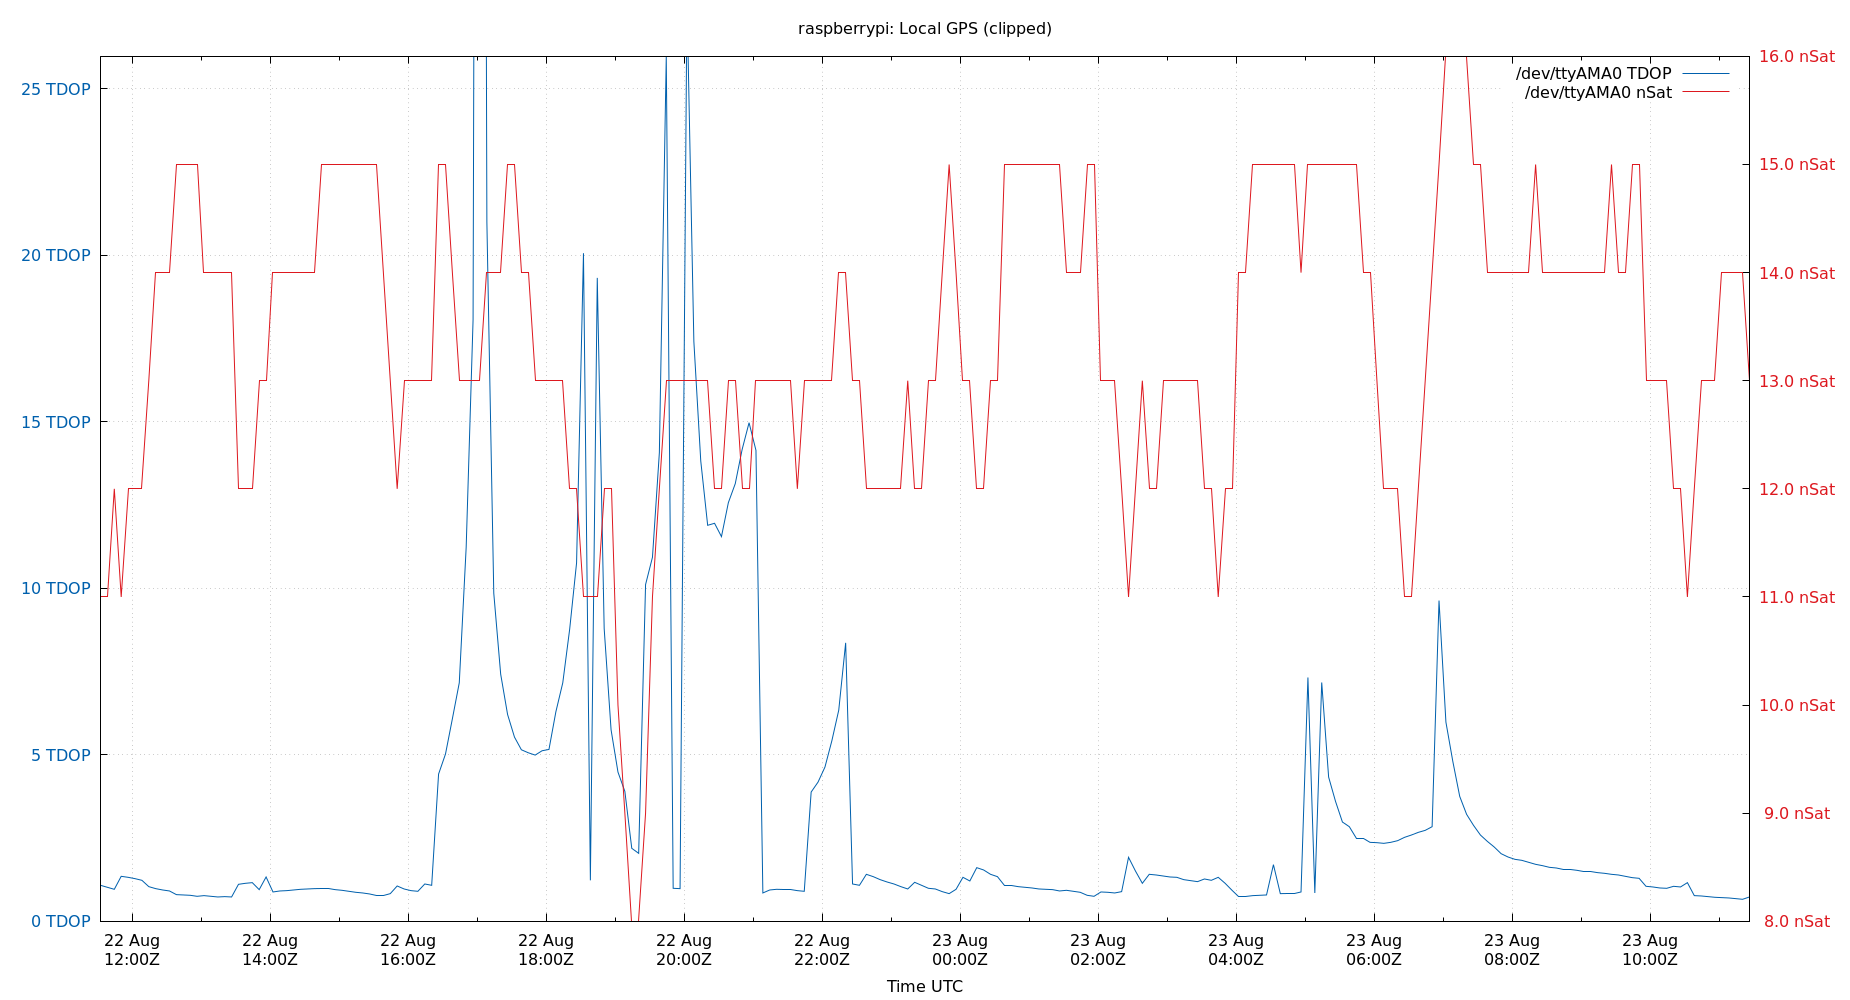 raspberrypi: Local GPS (clipped)
/dev/ttyAMA0 TDOP
/dev/ttyAMA0 nSat
25 TDOP
20 TDOP
15 TDOP
10 TDOP
5 TDOP
0 TDOP
16.0 nSat
15.0 nSat
14.0 nSat
13.0 nSat
12.0 nSat
11.0 nSat
10.0 nSat
9.0 nSat
8.0 nSat
22 Aug 22 Aug 22 Aug 22 Aug 22 Aug 22 Aug 23 Aug 23 Aug 23 Aug 23 Aug 23 Aug 23 Aug
12:00Z 14:00Z 16:00Z 18:00Z 20:00Z 22:00Z 00:00Z 02:00Z 04:00Z 06:00Z 08:00Z 10:00Z
Time UTC